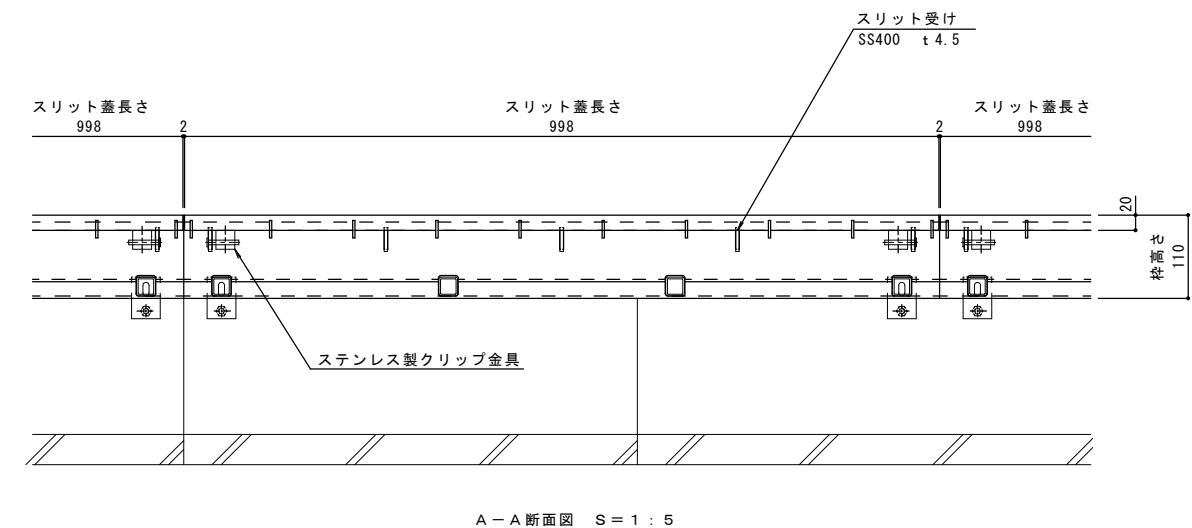 スリット受け
SS400 t4.5
スリット蓋長さ
998
2
スリット蓋長さ
998
2
スリット蓋長さ
998
20
枠高さ
110
ステンレス製クリップ金具
A-A断面図 S=1:5